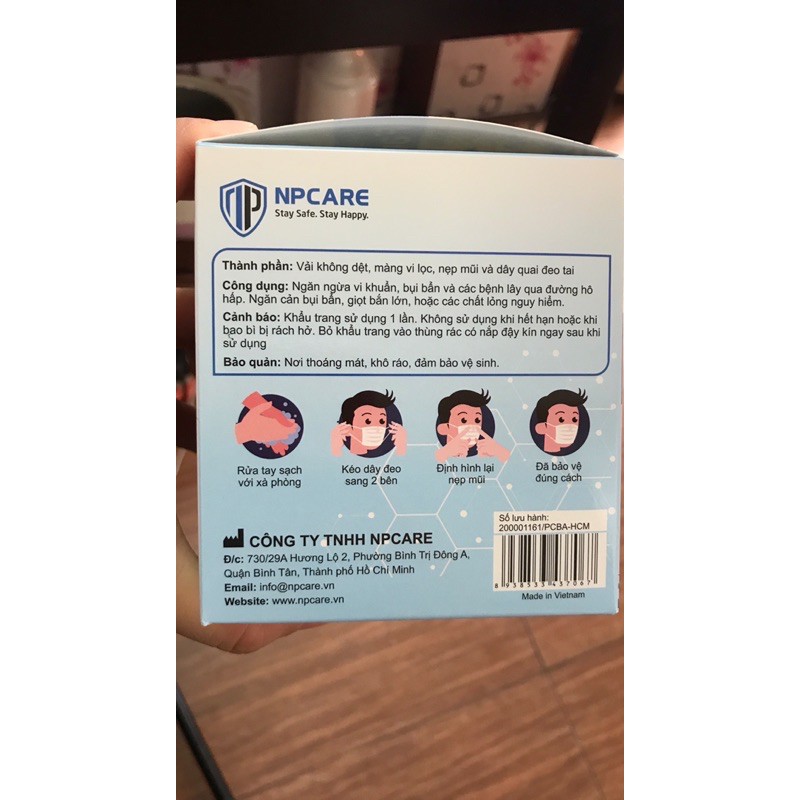 NPCARE
Stay Safe. Stay Happy.
Thành phần: Vải không dệt, màng vi lọc, nẹp mũi và dây quai đeo tai
Công dụng: Ngăn ngừa vi khuẩn, bụi bẩn và các bệnh lây qua đường hô
hấp. Ngăn cản bụi bẩn, giọt bắn lớn, hoặc các chất lỏng nguy hiểm.
Cảnh báo: Khẩu trang sử dụng 1 lần. Không sử dụng khi hết hạn hoặc khi
bao bì bị rách hở. Bỏ khẩu trang vào thùng rác có nắp đậy kín ngay sau khi
sử dụng
Bảo quản: Nơi thoáng mát, khô ráo, đảm bảo vệ sinh.
Rửa tay sạch
với xà phòng
Kéo dây đeo
sang 2 bên
Định hình lại
nẹp mũi
Đã bảo vệ
đúng cách
Số lưu hành:
200001161/PCBA-HCM
8 938533 437067
Made in Vietnam
CÔNG TY TNHH NPCARE
Đ/c: 730/29A Hương Lộ 2, Phường Bình Trị Đông A,
Quận Bình Tân, Thành phố Hồ Chí Minh
Email: info@npcare.vn
Website: www.npcare.vn